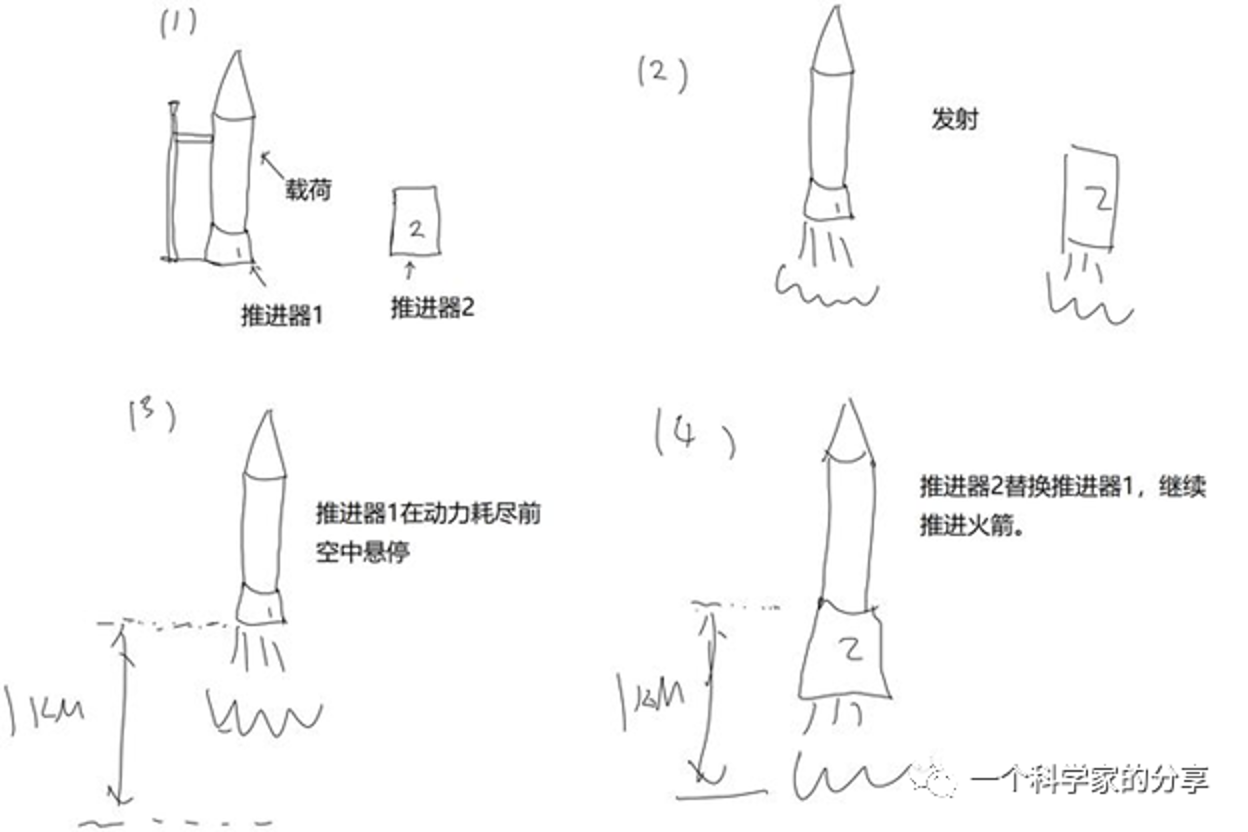 (1)
载荷
1
2
推进器1
推进器2
(2)
发射
1
2
(3)
推进器1在动力耗尽前
空中悬停
1
1KM
(4)
推进器2替换推进器1，继续
推进火箭。
2
1KM
一个科学家的分享